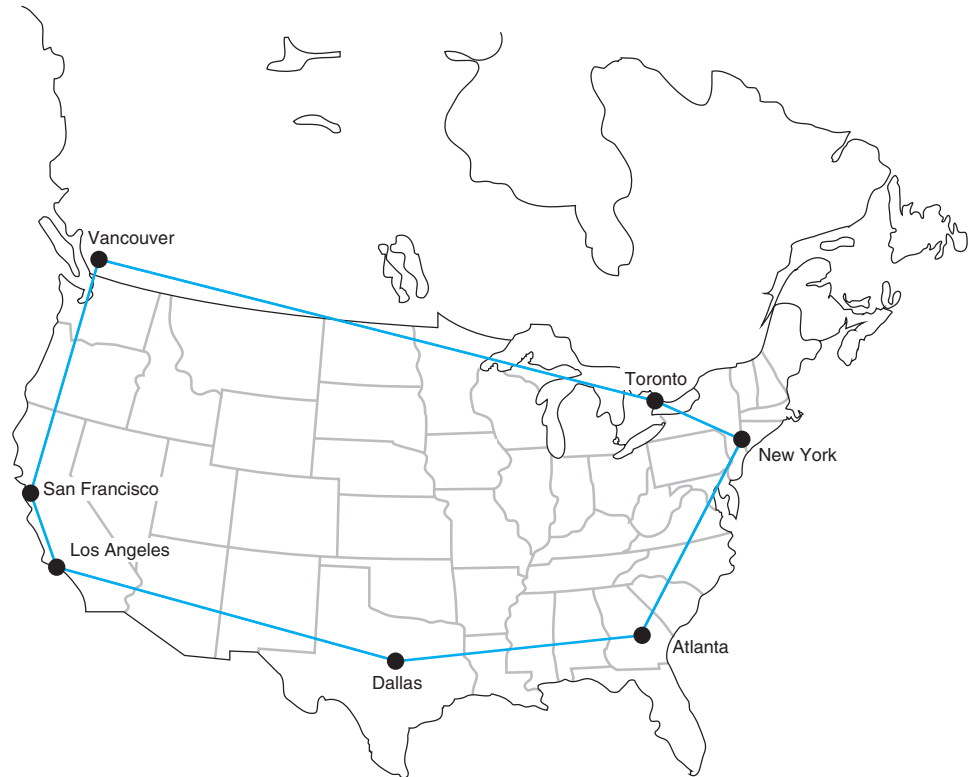 Vancouver
Toronto
New York
San Francisco
Los Angeles
Atlanta
Dallas